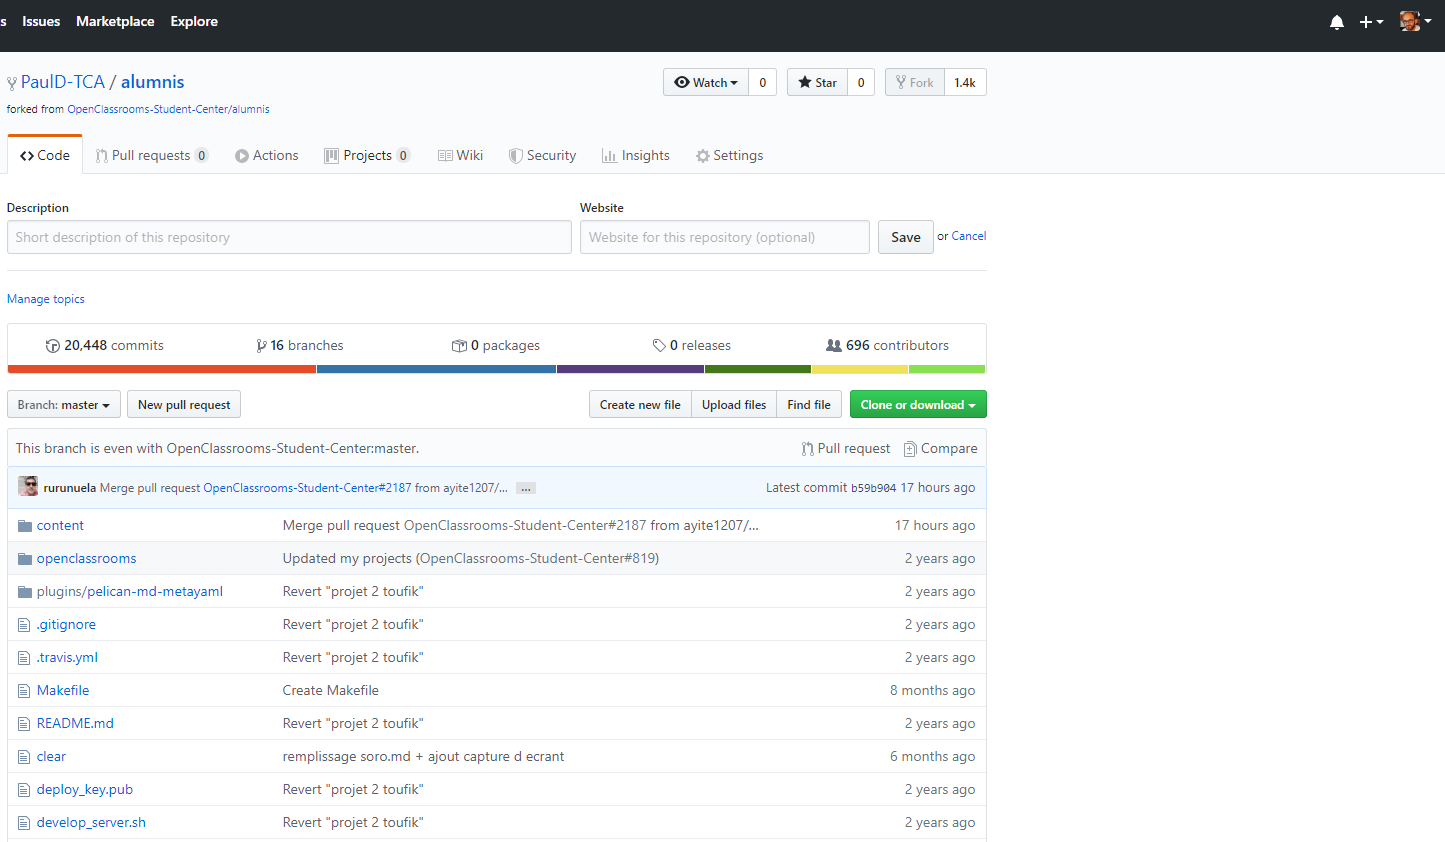 s Issues Marketplace Explore
PaulD-TCA / alumnis
Watch 0 Star 0 Fork 1.4k
forked from OpenClassrooms-Student-Center/alumnis
Code Pull requests 0 Actions Projects 0 Wiki Security Insights Settings
Description Website
Short description of this repository Website for this repository (optional) Save or Cancel
Manage topics
20,448 commits 16 branches 0 packages 0 releases 696 contributors
Branch: master New pull request Create new file Upload files Find file Clone or download
This branch is even with OpenClassrooms-Student-Center:master. Pull request Compare
rurunuela Merge pull request OpenClassrooms-Student-Center#2187 from ayite1207/... ... Latest commit b59b904 17 hours ago
content Merge pull request OpenClassrooms-Student-Center#2187 from ayite1207/... 17 hours ago
openclassrooms Updated my projects (OpenClassrooms-Student-Center#819) 2 years ago
plugins/pelican-md-metayaml Revert "projet 2 toufik" 2 years ago
.gitignore Revert "projet 2 toufik" 2 years ago
.travis.yml Revert "projet 2 toufik" 2 years ago
Makefile Create Makefile 8 months ago
README.md Revert "projet 2 toufik" 2 years ago
clear remplissage soro.md + ajout capture d ecrant 6 months ago
deploy_key.pub Revert "projet 2 toufik" 2 years ago
develop_server.sh Revert "projet 2 toufik" 2 years ago